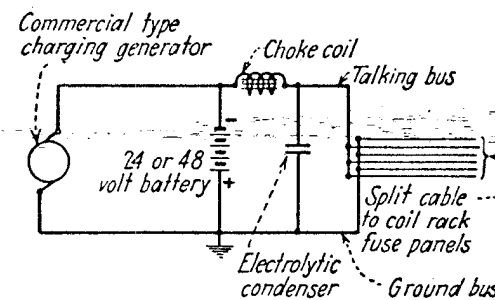 Commercial type
charging generator
Choke coil
Talking bus
-
24 or 48
volt battery
+
Split cable
to coil rack
fuse panels
Electrolytic
condenser
Ground bus